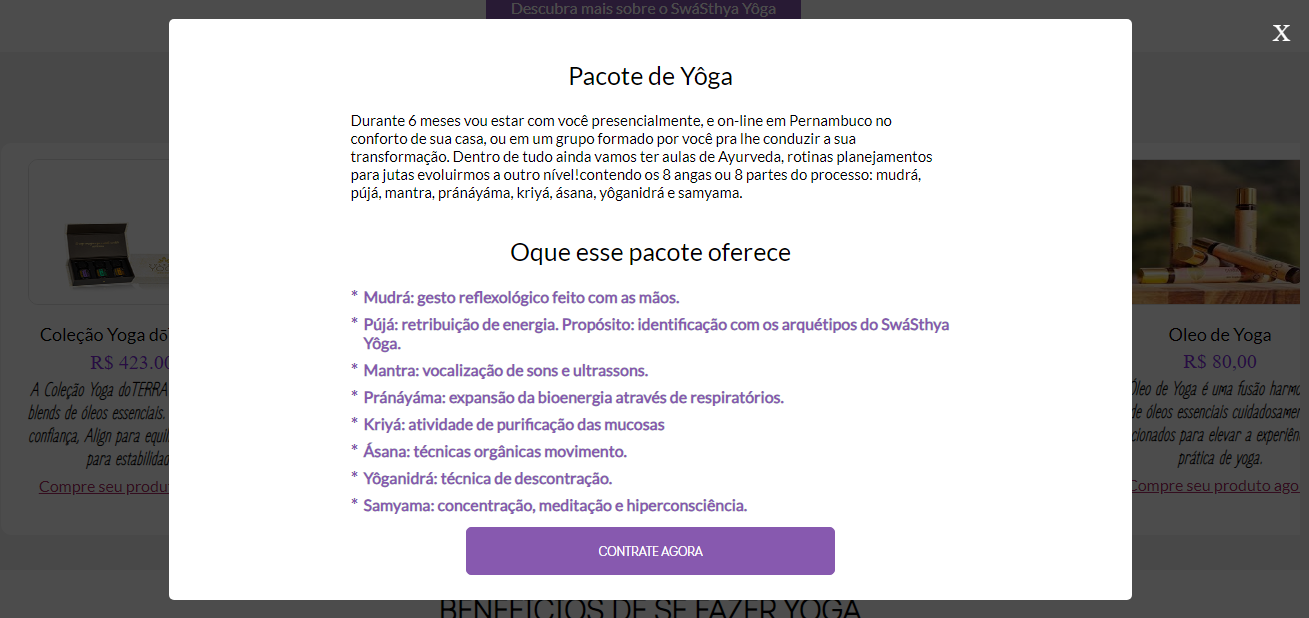 Descubra mais sobre o SwáSthya Yôga
X
Pacote de Yôga
Durante 6 meses vou estar com você presencialmente, e on-line em Pernambuco no
conforto de sua casa, ou em um grupo formado por você pra lhe conduzir a sua
transformação. Dentro de tudo ainda vamos ter aulas de Ayurveda, rotinas planejamentos
para jutas evoluirmos a outro nível!contendo os 8 angas ou 8 partes do processo: mudrá,
pújá, mantra, pránáyáma, kriyá, ásana, yôganidrá e samyama.
Oque esse pacote oferece
* Mudrá: gesto reflexológico feito com as mãos.
* Pújá: retribuição de energia. Propósito: identificação com os arquétipos do SwáSthya
Yôga.
* Mantra: vocalização de sons e ultrassons.
* Pránáyáma: expansão da bioenergia através de respiratórios.
* Kriyá: atividade de purificação das mucosas
* Ásana: técnicas orgânicas movimento.
* Yôganidrá: técnica de descontração.
* Samyama: concentração, meditação e hiperconsciência.
CONTRATE AGORA
Coleção Yoga dō
R$ 423.00
A Coleção Yoga doTERRA
blends de óleos essenciais.
confiança, Align para equil
para estabilidad
Compre seu produ
Oleo de Yoga
R$ 80,00
Óleo de Yoga é uma fusão harmo
de óleos essenciais cuidadosamen
cionados para elevar a experiên
prática de yoga.
Compre seu produto ago
BENEFÍCIOS DE SE FAZER YOGA